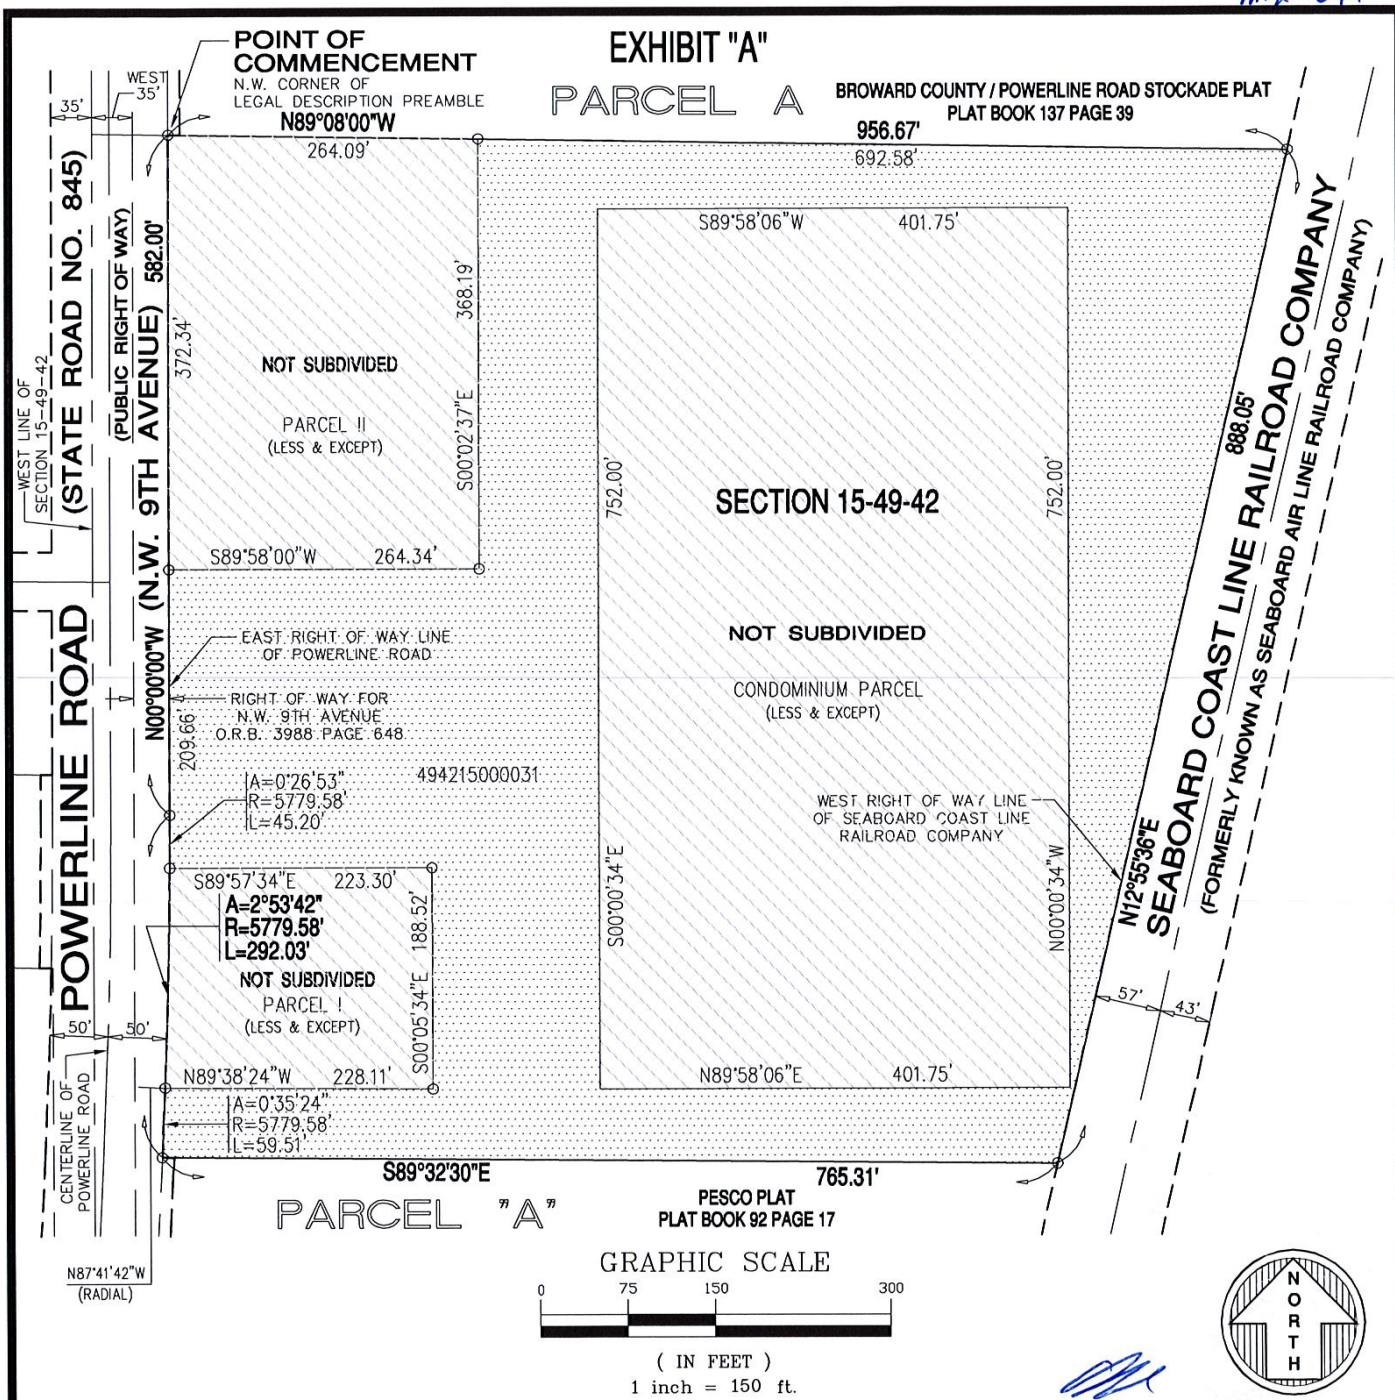 EXHIBIT "A"
POINT OF
COMMENCEMENT
N.W. CORNER OF
LEGAL DESCRIPTION PREAMBLE
PARCEL A
BROWARD COUNTY / POWERLINE ROAD STOCKADE PLAT
PLAT BOOK 137 PAGE 39
WEST
35'
35'
N89°08'00"W
956.67'
264.09'
692.58'
S89°58'06"W 401.75'
WEST LINE OF
SECTION 15-49-42
POWERLINE ROAD
(STATE ROAD NO. 845)
(PUBLIC RIGHT OF WAY)
N00°00'00"W (N.W. 9TH AVENUE) 582.00'
372.34'
S00°02'37"E 368.19'
NOT SUBDIVIDED
PARCEL II
(LESS & EXCEPT)
S89°58'00"W 264.34'
752.00'
752.00'
SECTION 15-49-42
NOT SUBDIVIDED
CONDOMINIUM PARCEL
(LESS & EXCEPT)
888.05'
N12°55'36"E
SEABOARD COAST LINE RAILROAD COMPANY
(FORMERLY KNOWN AS SEABOARD AIR LINE RAILROAD COMPANY)
EAST RIGHT OF WAY LINE
OF POWERLINE ROAD
RIGHT OF WAY FOR
N.W. 9TH AVENUE
O.R.B. 3988 PAGE 648
209.66
A=0°26'53"
R=5779.58'
L=45.20'
494215000031
WEST RIGHT OF WAY LINE
OF SEABOARD COAST LINE
RAILROAD COMPANY
S00°00'34"E
N00°00'34"W
S89°57'34"E 223.30'
A=2°53'42"
R=5779.58'
L=292.03'
NOT SUBDIVIDED
PARCEL I
(LESS & EXCEPT)
S00°05'34"E 188.52'
57'
43'
50'
50'
N89°38'24"W 228.11'
N89°58'06"E 401.75'
CENTERLINE OF
POWERLINE ROAD
A=0°35'24"
R=5779.58'
L=59.51'
S89°32'30"E
765.31'
PARCEL "A"
PESCO PLAT
PLAT BOOK 92 PAGE 17
N87°41'42"W
(RADIAL)
GRAPHIC SCALE
0 75 150 300
( IN FEET )
1 inch = 150 ft.
NORTH